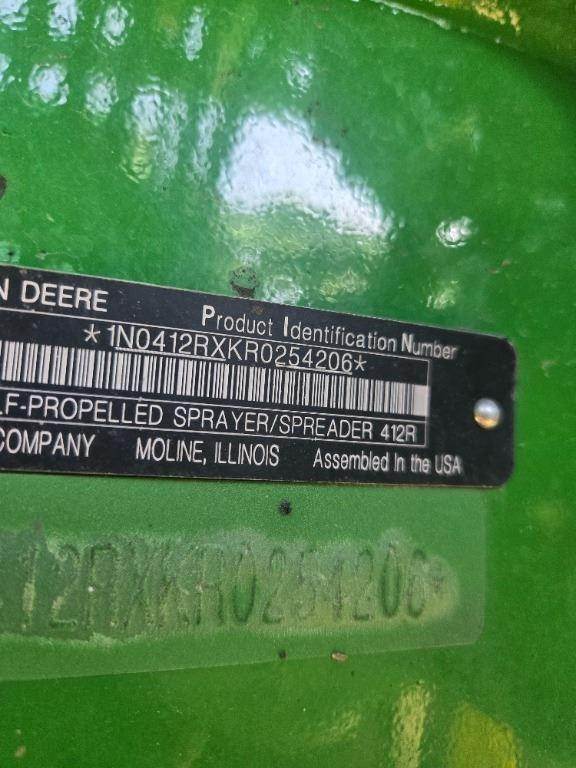 N DEERE Product Identification Number
*1N0412RXKR0254206*
LF-PROPELLED SPRAYER/SPREADER 412R
COMPANY MOLINE, ILLINOIS Assembled In the USA
12RXKR0254206*